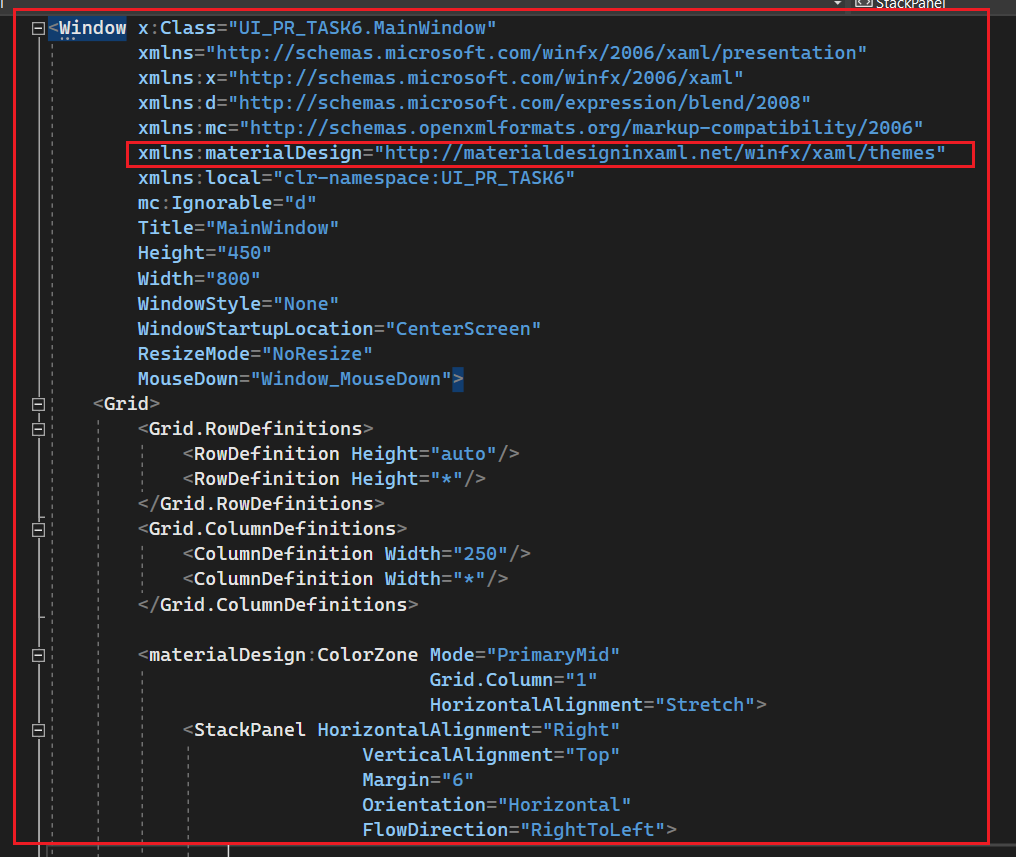 StackPanel
<Window x:Class="UI_PR_TASK6.MainWindow"
xmlns="http://schemas.microsoft.com/winfx/2006/xaml/presentation"
xmlns:x="http://schemas.microsoft.com/winfx/2006/xaml"
xmlns:d="http://schemas.microsoft.com/expression/blend/2008"
xmlns:mc="http://schemas.openxmlformats.org/markup-compatibility/2006"
xmlns:materialDesign="http://materialdesigninxaml.net/winfx/xaml/themes"
xmlns:local="clr-namespace:UI_PR_TASK6"
mc:Ignorable="d"
Title="MainWindow"
Height="450"
Width="800"
WindowStyle="None"
WindowStartupLocation="CenterScreen"
ResizeMode="NoResize"
MouseDown="Window_MouseDown">
<Grid>
<Grid.RowDefinitions>
<RowDefinition Height="auto"/>
<RowDefinition Height="*"/>
</Grid.RowDefinitions>
<Grid.ColumnDefinitions>
<ColumnDefinition Width="250"/>
<ColumnDefinition Width="*"/>
</Grid.ColumnDefinitions>
<materialDesign:ColorZone Mode="PrimaryMid"
Grid.Column="1"
HorizontalAlignment="Stretch">
<StackPanel HorizontalAlignment="Right"
VerticalAlignment="Top"
Margin="6"
Orientation="Horizontal"
FlowDirection="RightToLeft">